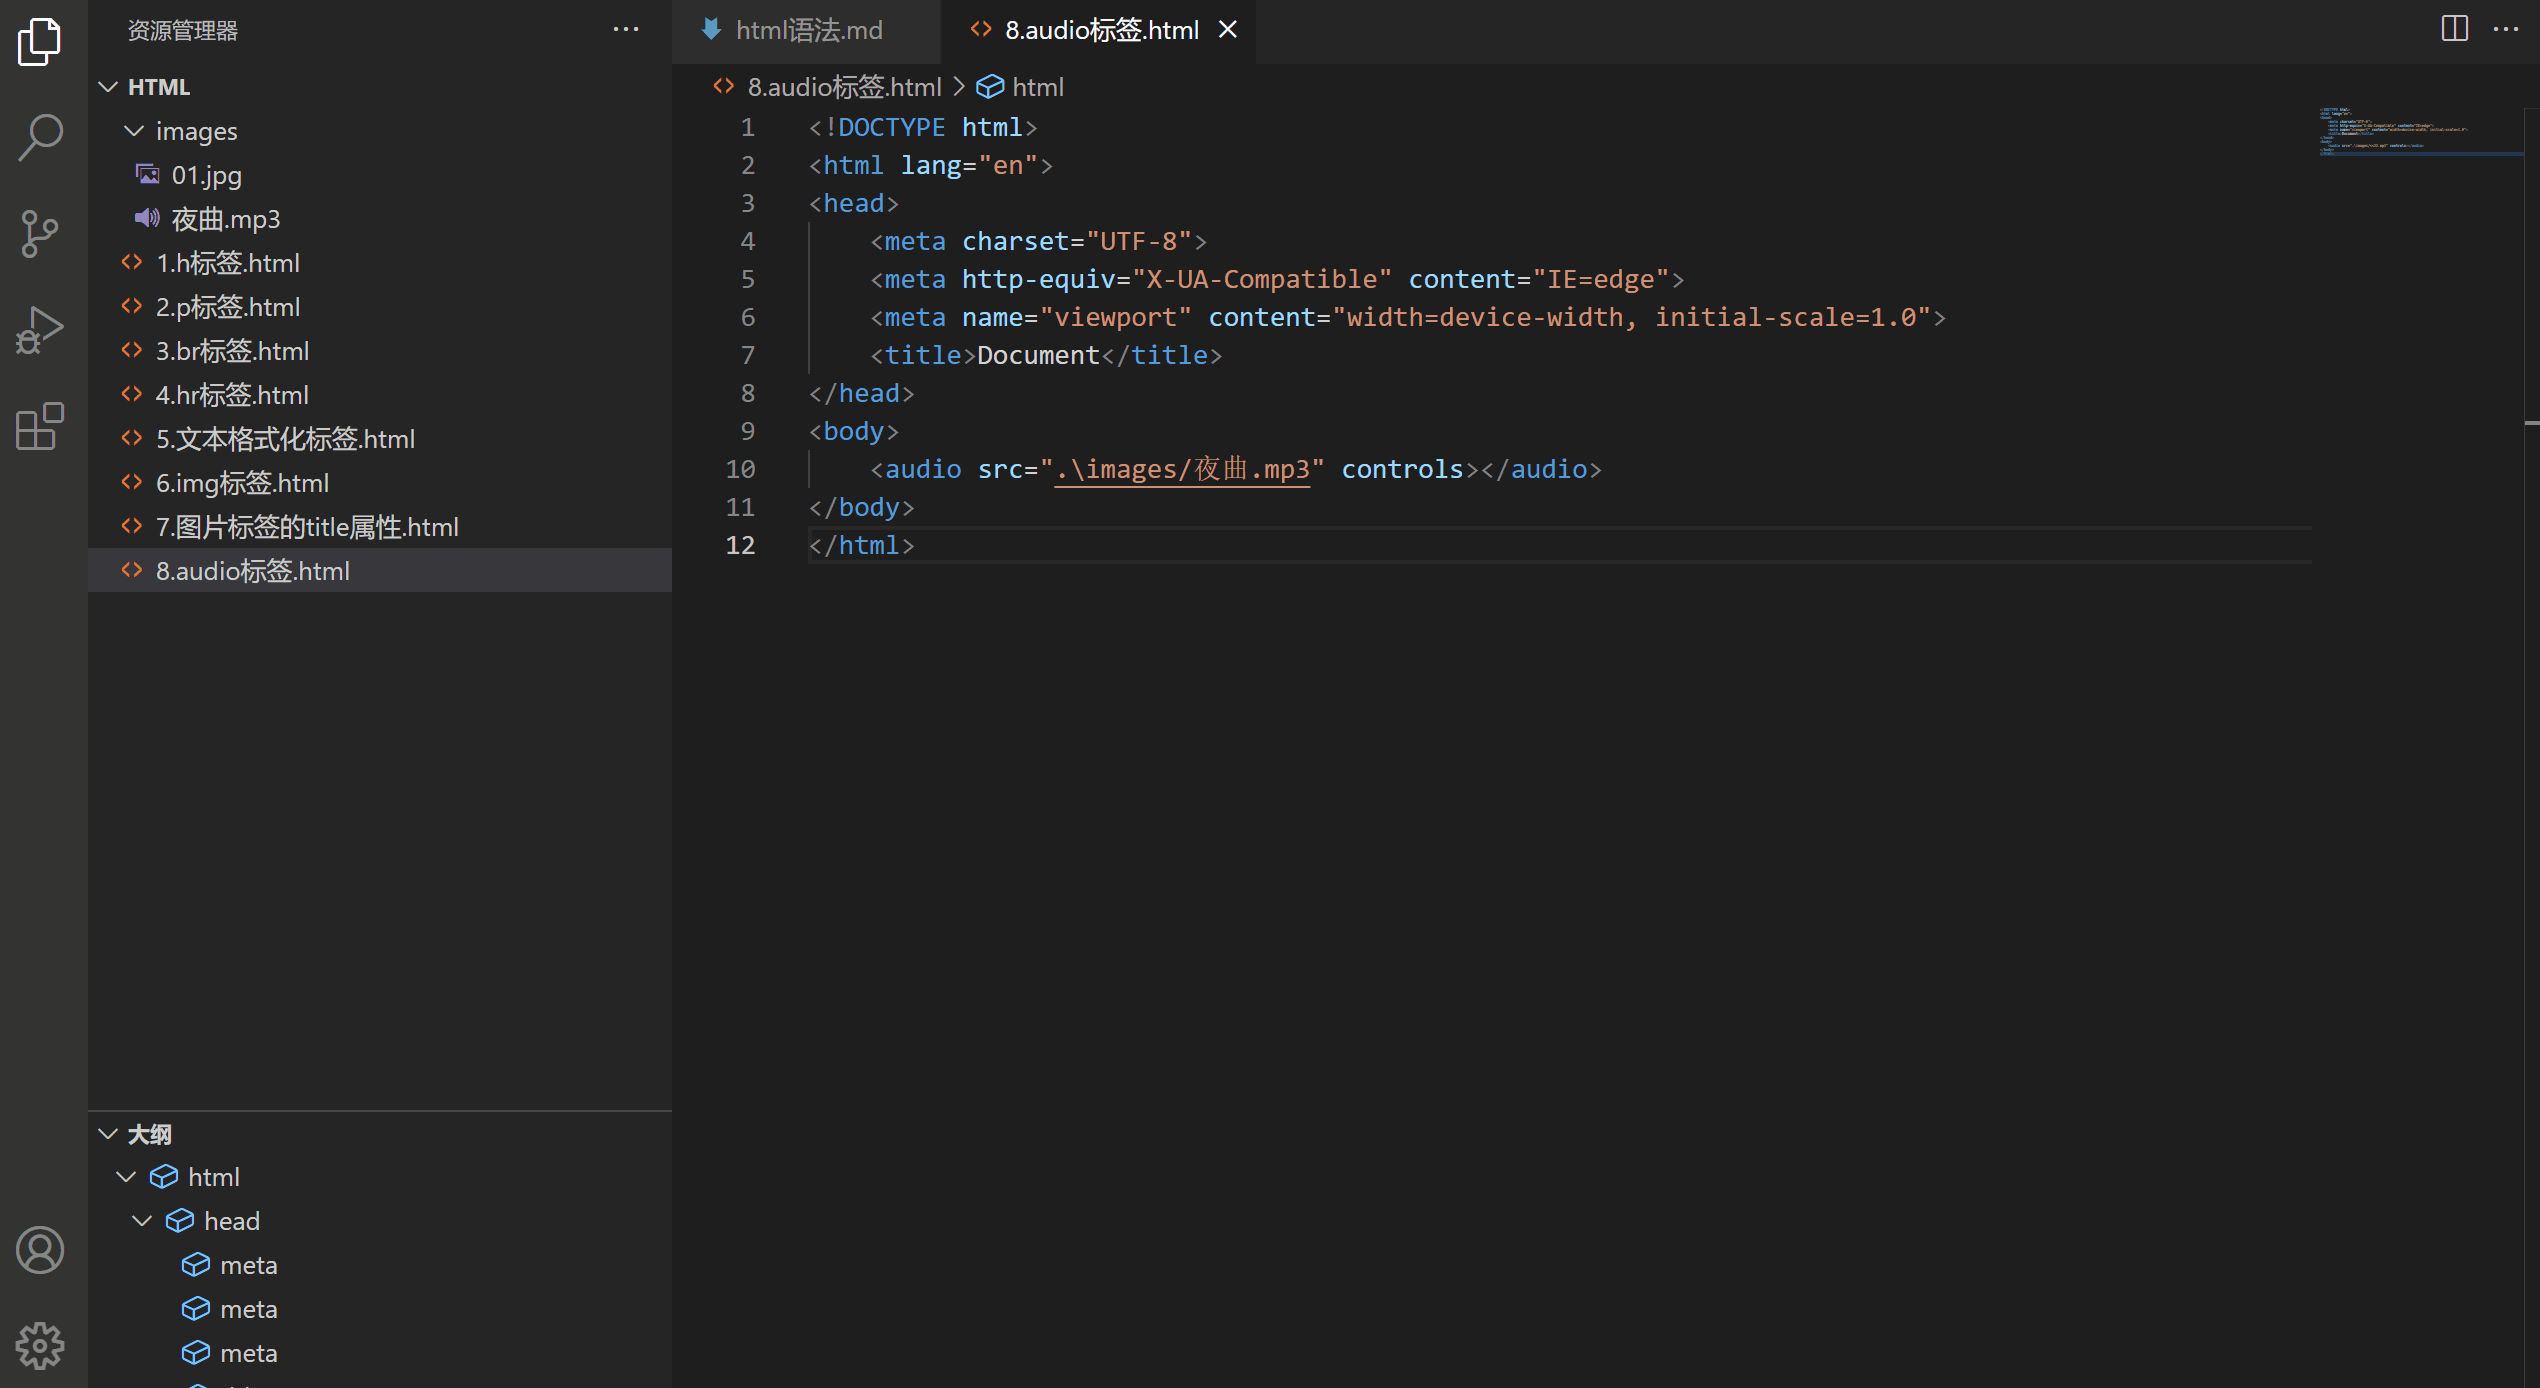 资源管理器
HTML
images
01.jpg
夜曲.mp3
1.h标签.html
2.p标签.html
3.br标签.html
4.hr标签.html
5.文本格式化标签.html
6.img标签.html
7.图片标签的title属性.html
8.audio标签.html
大纲
html
head
meta
meta
meta
html语法.md
8.audio标签.html
8.audio标签.html > html
1 <!DOCTYPE html>
2 <html lang="en">
3 <head>
4 <meta charset="UTF-8">
5 <meta http-equiv="X-UA-Compatible" content="IE=edge">
6 <meta name="viewport" content="width=device-width, initial-scale=1.0">
7 <title>Document</title>
8 </head>
9 <body>
10 <audio src=".\images/夜曲.mp3" controls></audio>
11 </body>
12 </html>